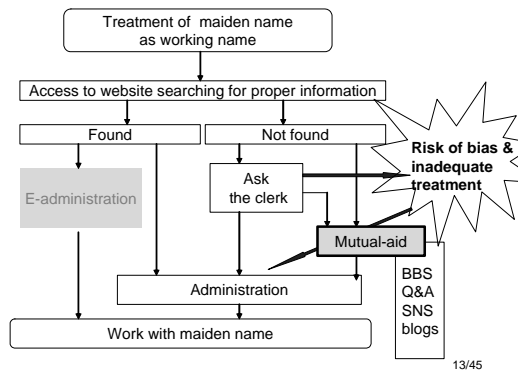 Treatment of maiden name
as working name
Access to website searching for proper information
Found
Not found
Risk of bias &
inadequate
treatment
E-administration
Ask
the clerk
Mutual-aid
BBS
Q&A
SNS
blogs
Administration
Work with maiden name
13/45